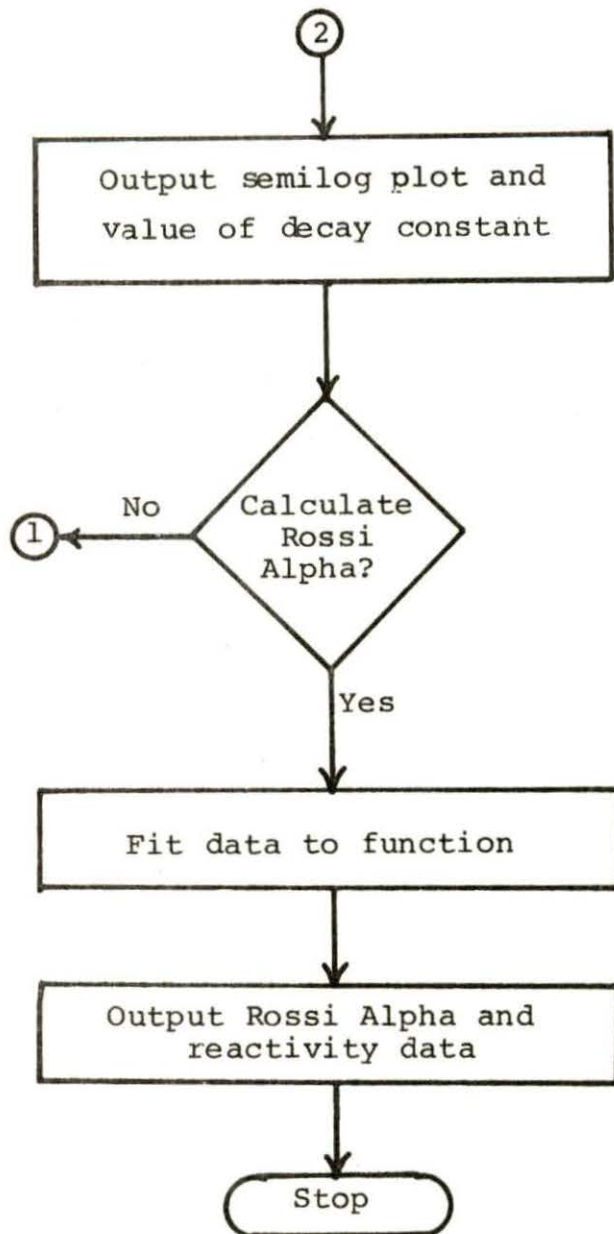 2
Output semilog plot and
value of decay constant
Calculate
Rossi
Alpha?
No
1
Yes
Fit data to function
Output Rossi Alpha and
reactivity data
Stop